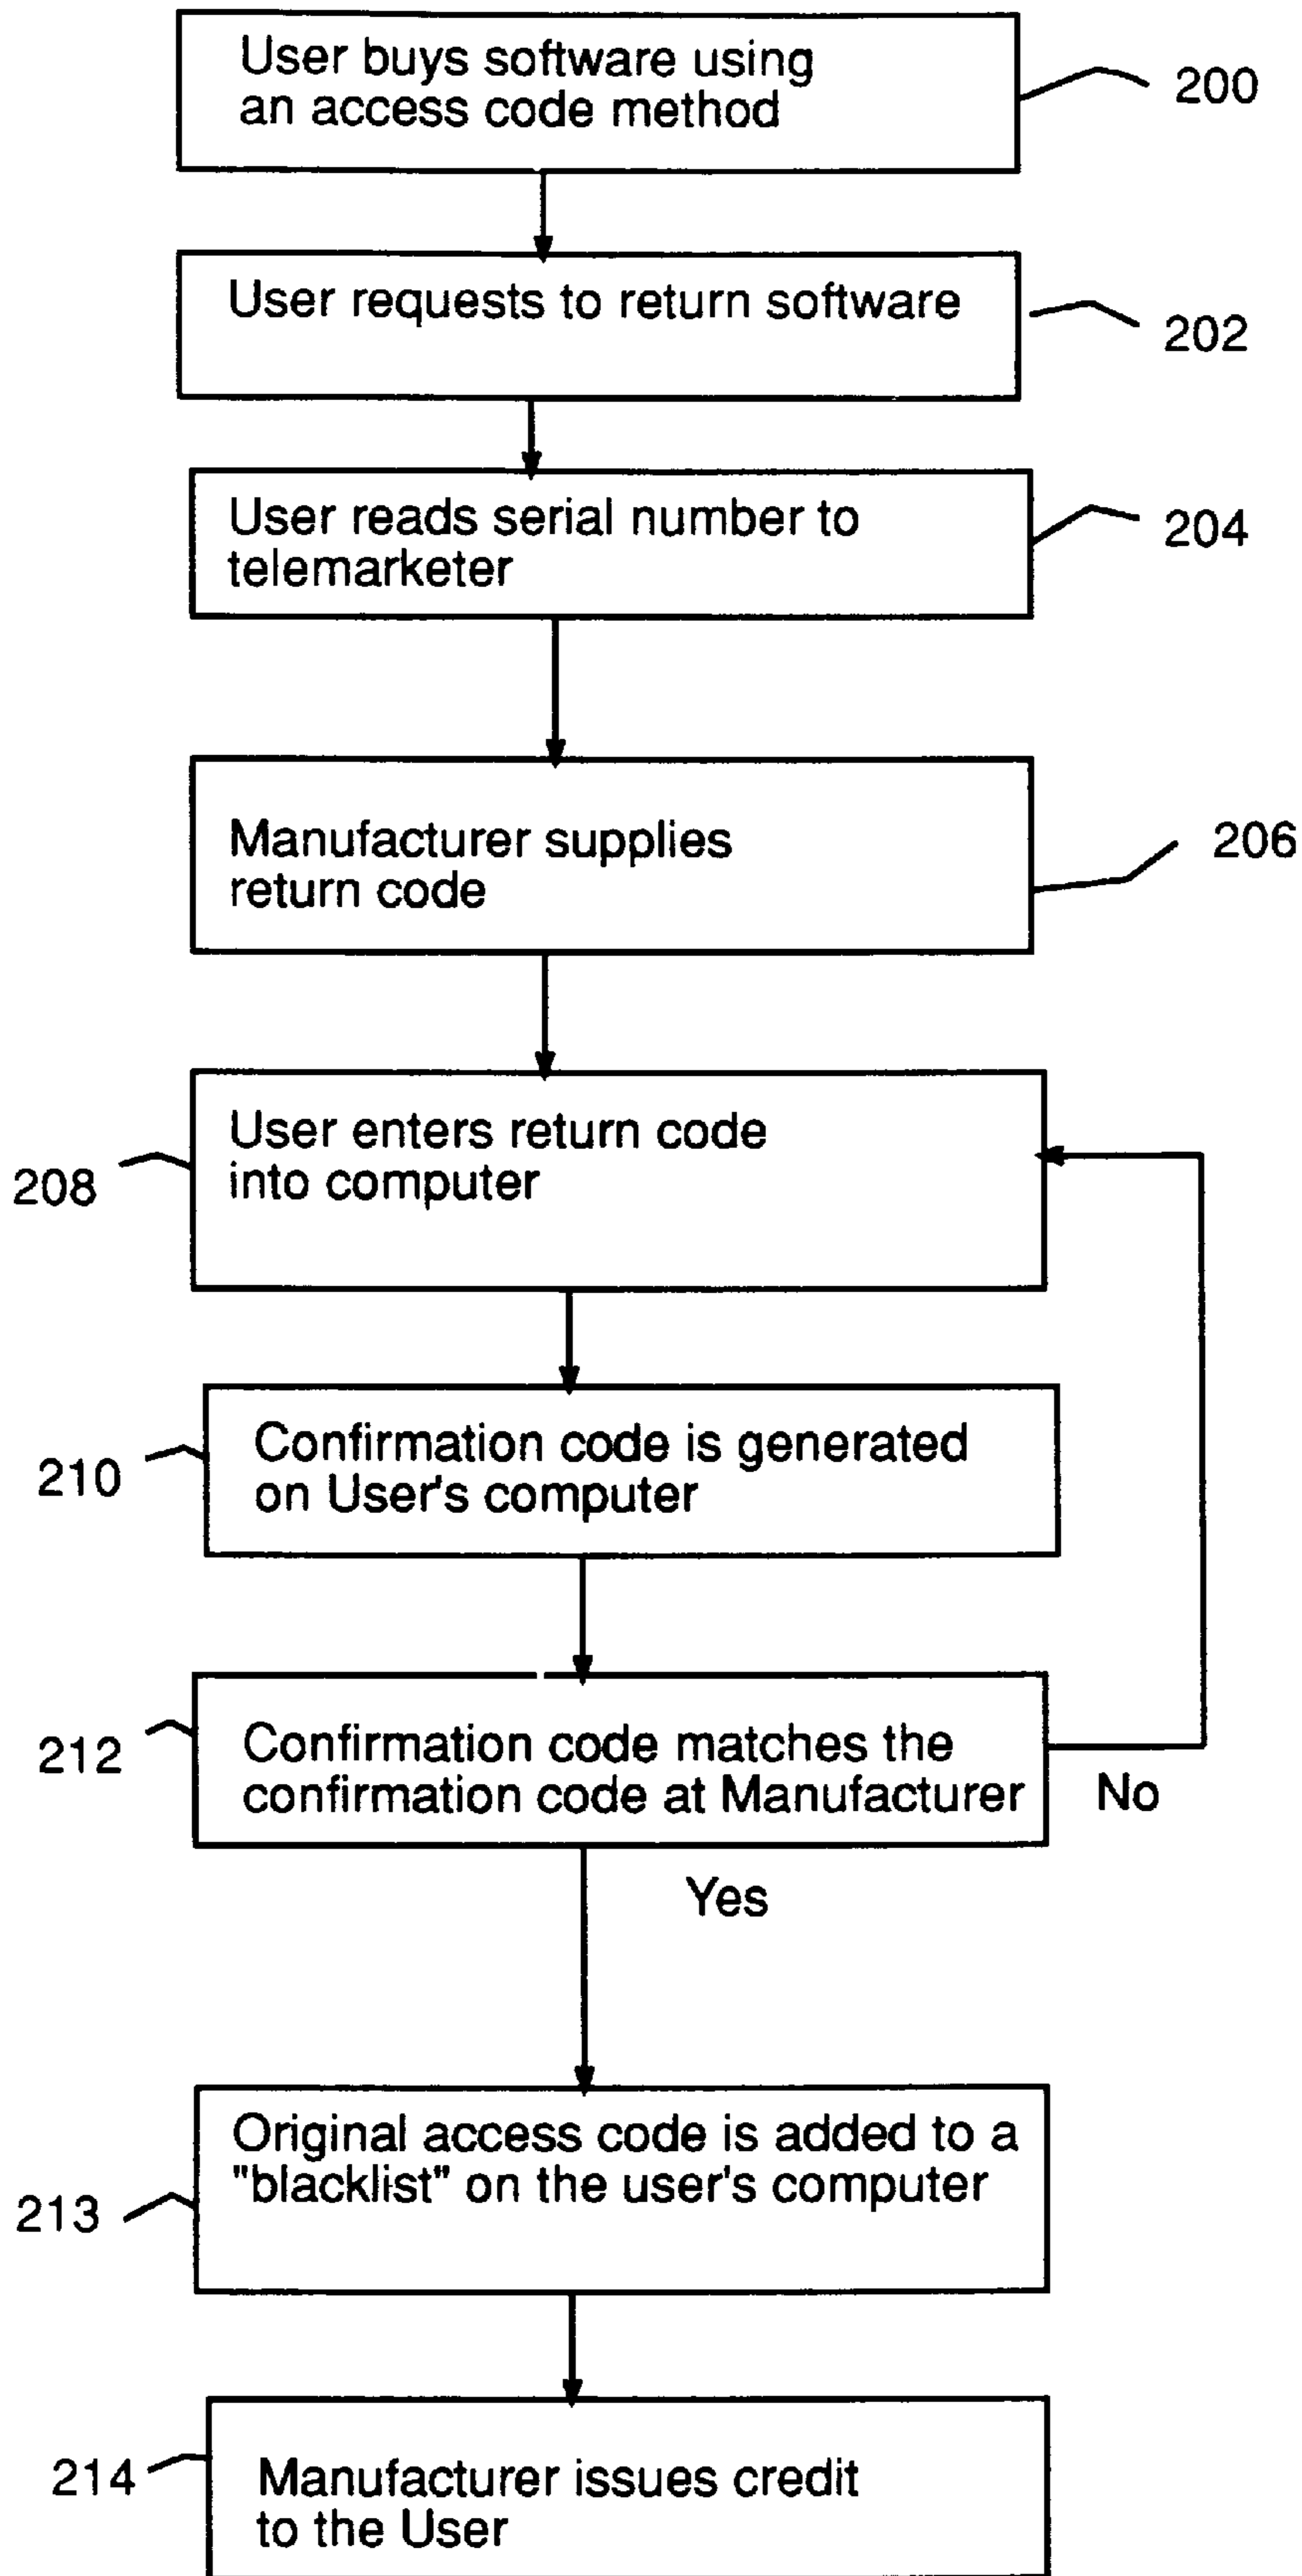 User buys software using
an access code method
200
User requests to return software
202
User reads serial number to
telemarketer
204
Manufacturer supplies
return code
206
User enters return code
into computer
208
Confirmation code is generated
on User's computer
210
Confirmation code matches the
confirmation code at Manufacturer
212
No
Yes
Original access code is added to a
"blacklist" on the user's computer
213
Manufacturer issues credit
to the User
214